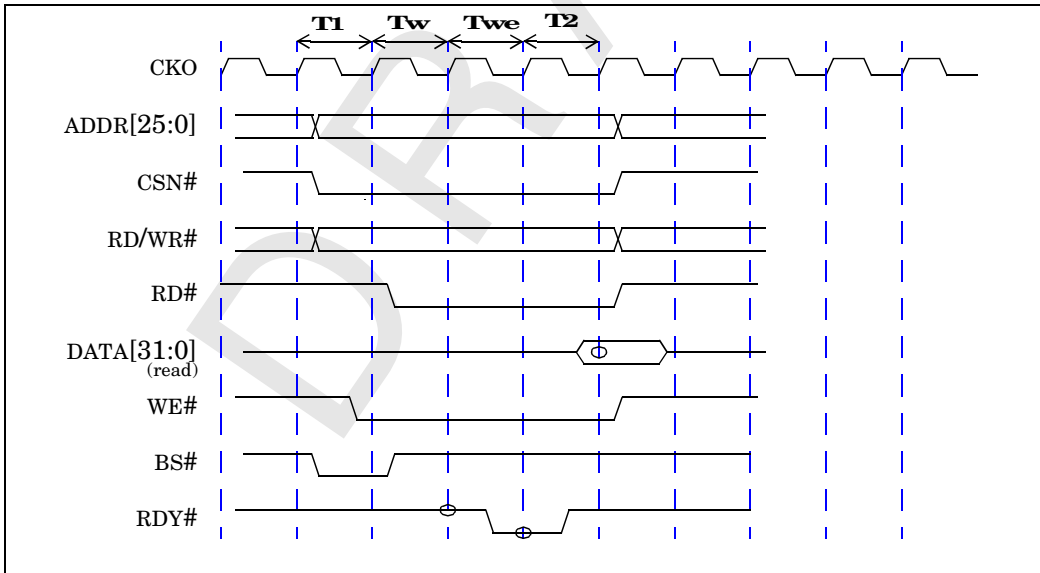 T1 Tw Twe T2
CKO
ADDR[25:0]
CSN#
RD/WR#
RD#
DATA[31:0]
(read)
WE#
BS#
RDY#